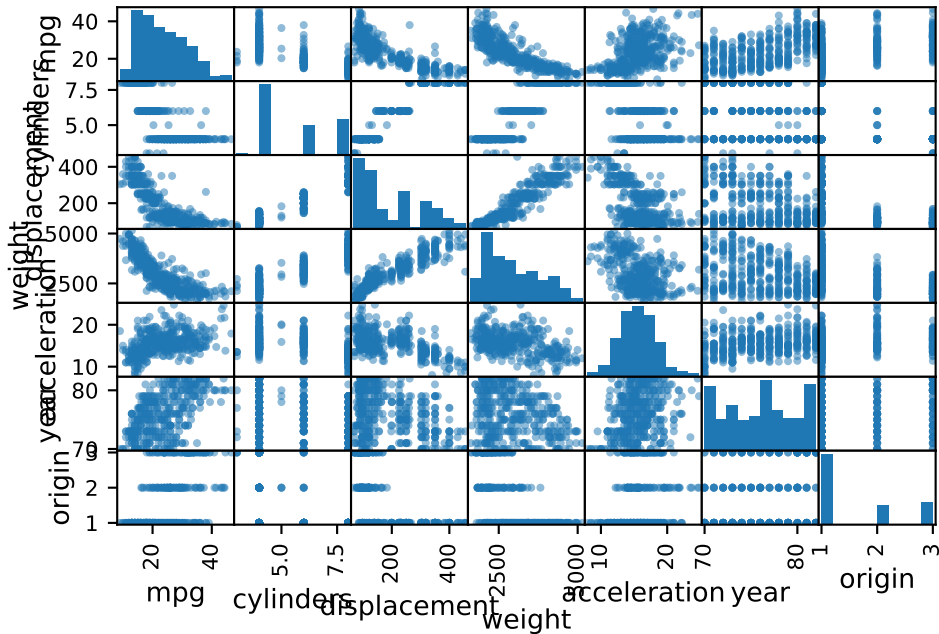 mpg
40
20
cylinders
7.5
5.0
displacement
400
200
weight
5000
2500
acceleration
20
10
year
80
70
origin
3
2
1
20 40 5.0 7.5 200 400 2500 5000 10 20 70 80 1 2 3
mpg cylinders displacement weight acceleration year origin